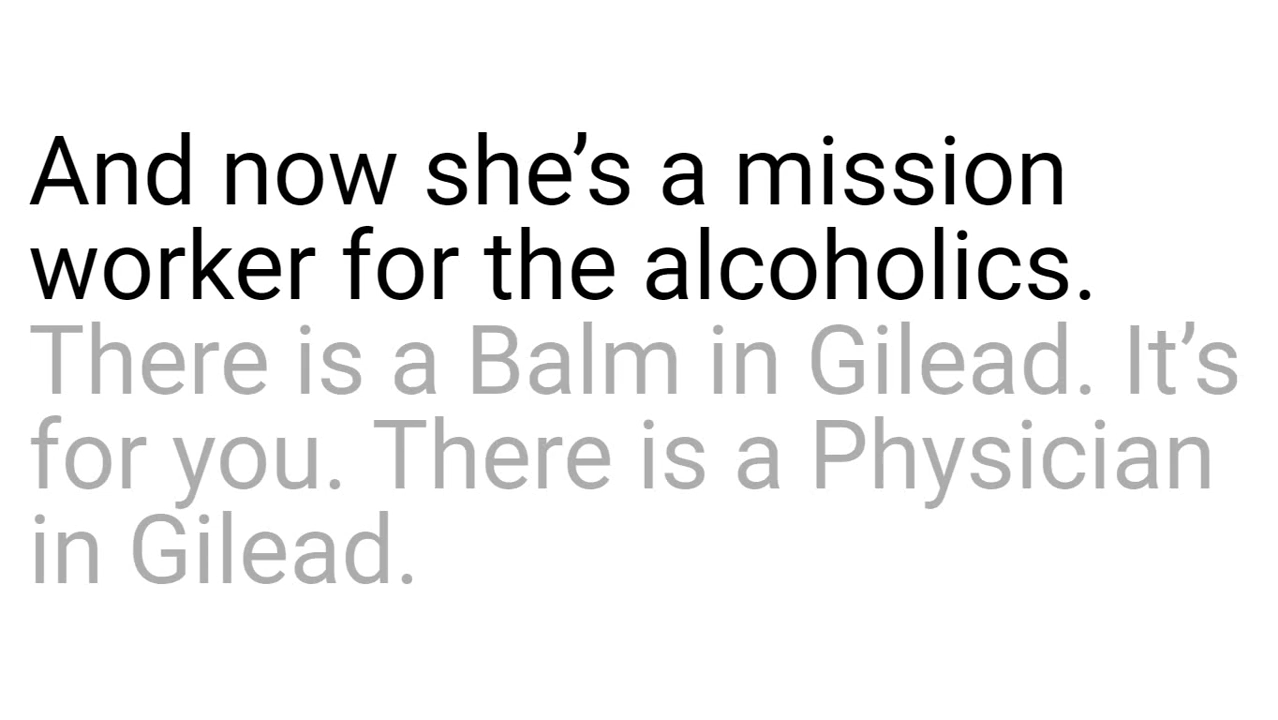 And now she’s a mission
worker for the alcoholics.
There is a Balm in Gilead. It’s
for you. There is a Physician
in Gilead.